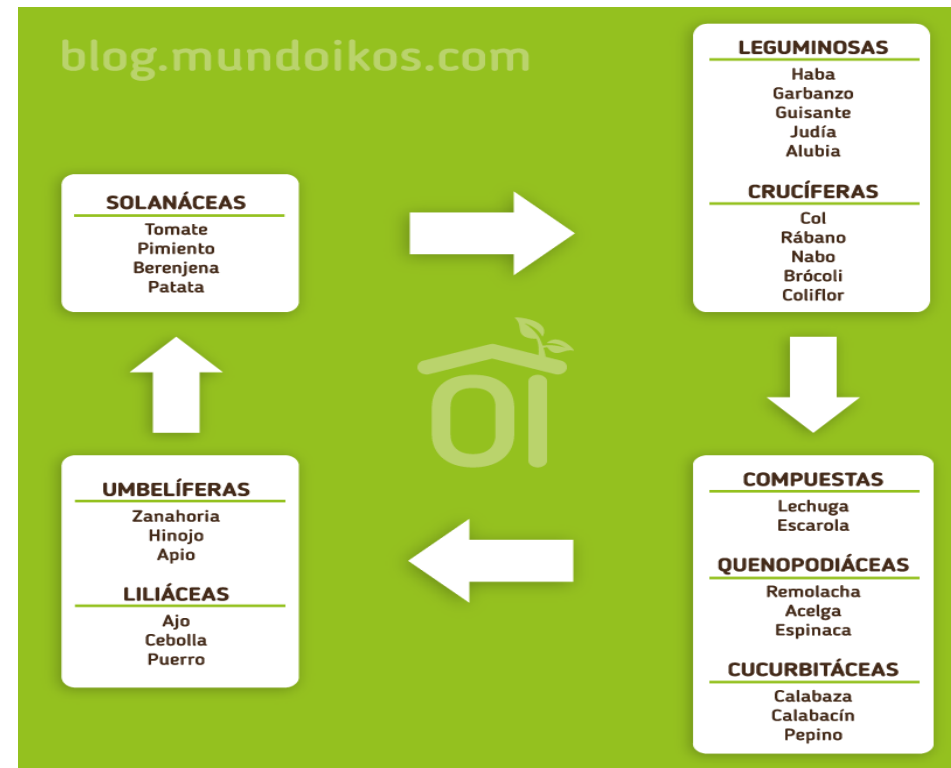 blog.mundoikos.com
SOLANÁCEAS
Tomate
Pimiento
Berenjena
Patata
LEGUMINOSAS
Haba
Garbanzo
Guisante
Judía
Alubia
CRUCÍFERAS
Col
Rábano
Nabo
Brócoli
Coliflor
COMPUESTAS
Lechuga
Escarola
QUENOPODIÁCEAS
Remolacha
Acelga
Espinaca
CUCURBITÁCEAS
Calabaza
Calabacín
Pepino
UMBELÍFERAS
Zanahoria
Hinojo
Apio
LILIÁCEAS
Ajo
Cebolla
Puerro